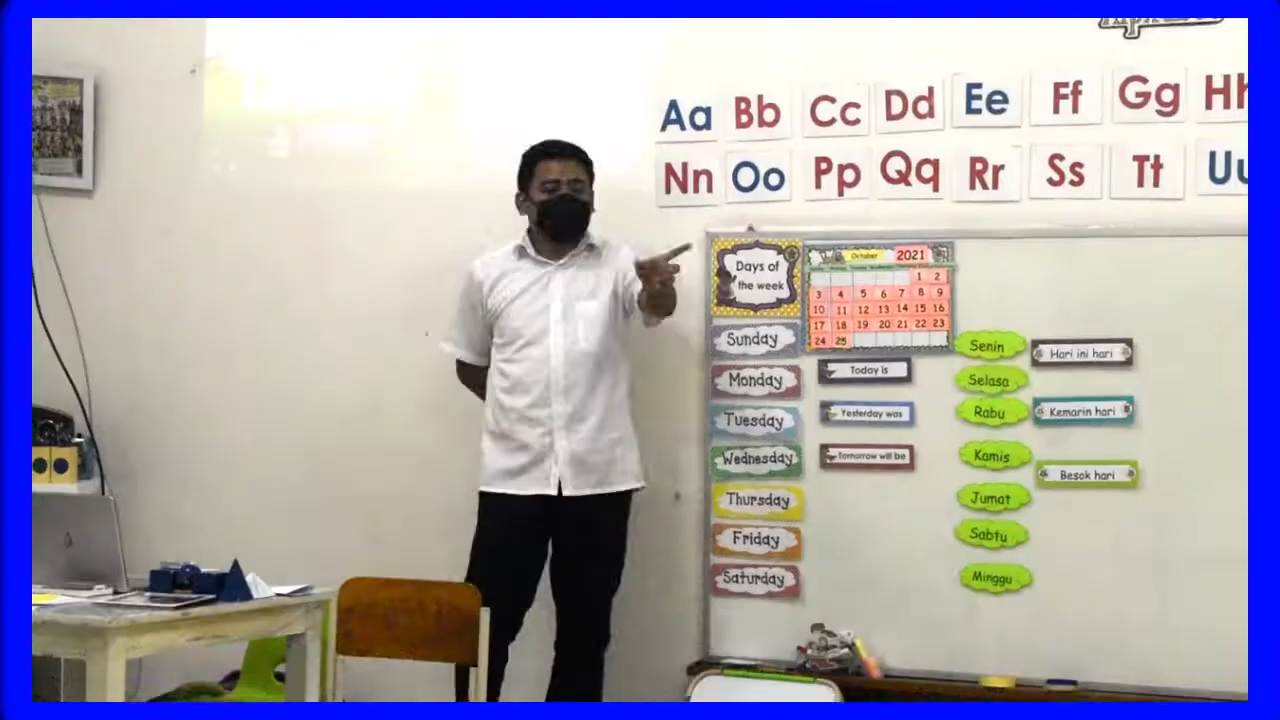 Aa Bb Cc Dd Ee Ff Gg Hh
Nn Oo Pp Qq Rr Ss Tt Uu
Days of
the week
October 2021
1 2
3 4 5 6 7 8 9
10 11 12 13 14 15 16
17 18 19 20 21 22 23
24 25
Sunday
Monday
Tuesday
Wednesday
Thursday
Friday
Saturday
Today is
Yesterday was
Tomorrow will be
Senin
Selasa
Rabu
Kamis
Jumat
Sabtu
Minggu
Hari ini hari
Kemarin hari
Besok hari